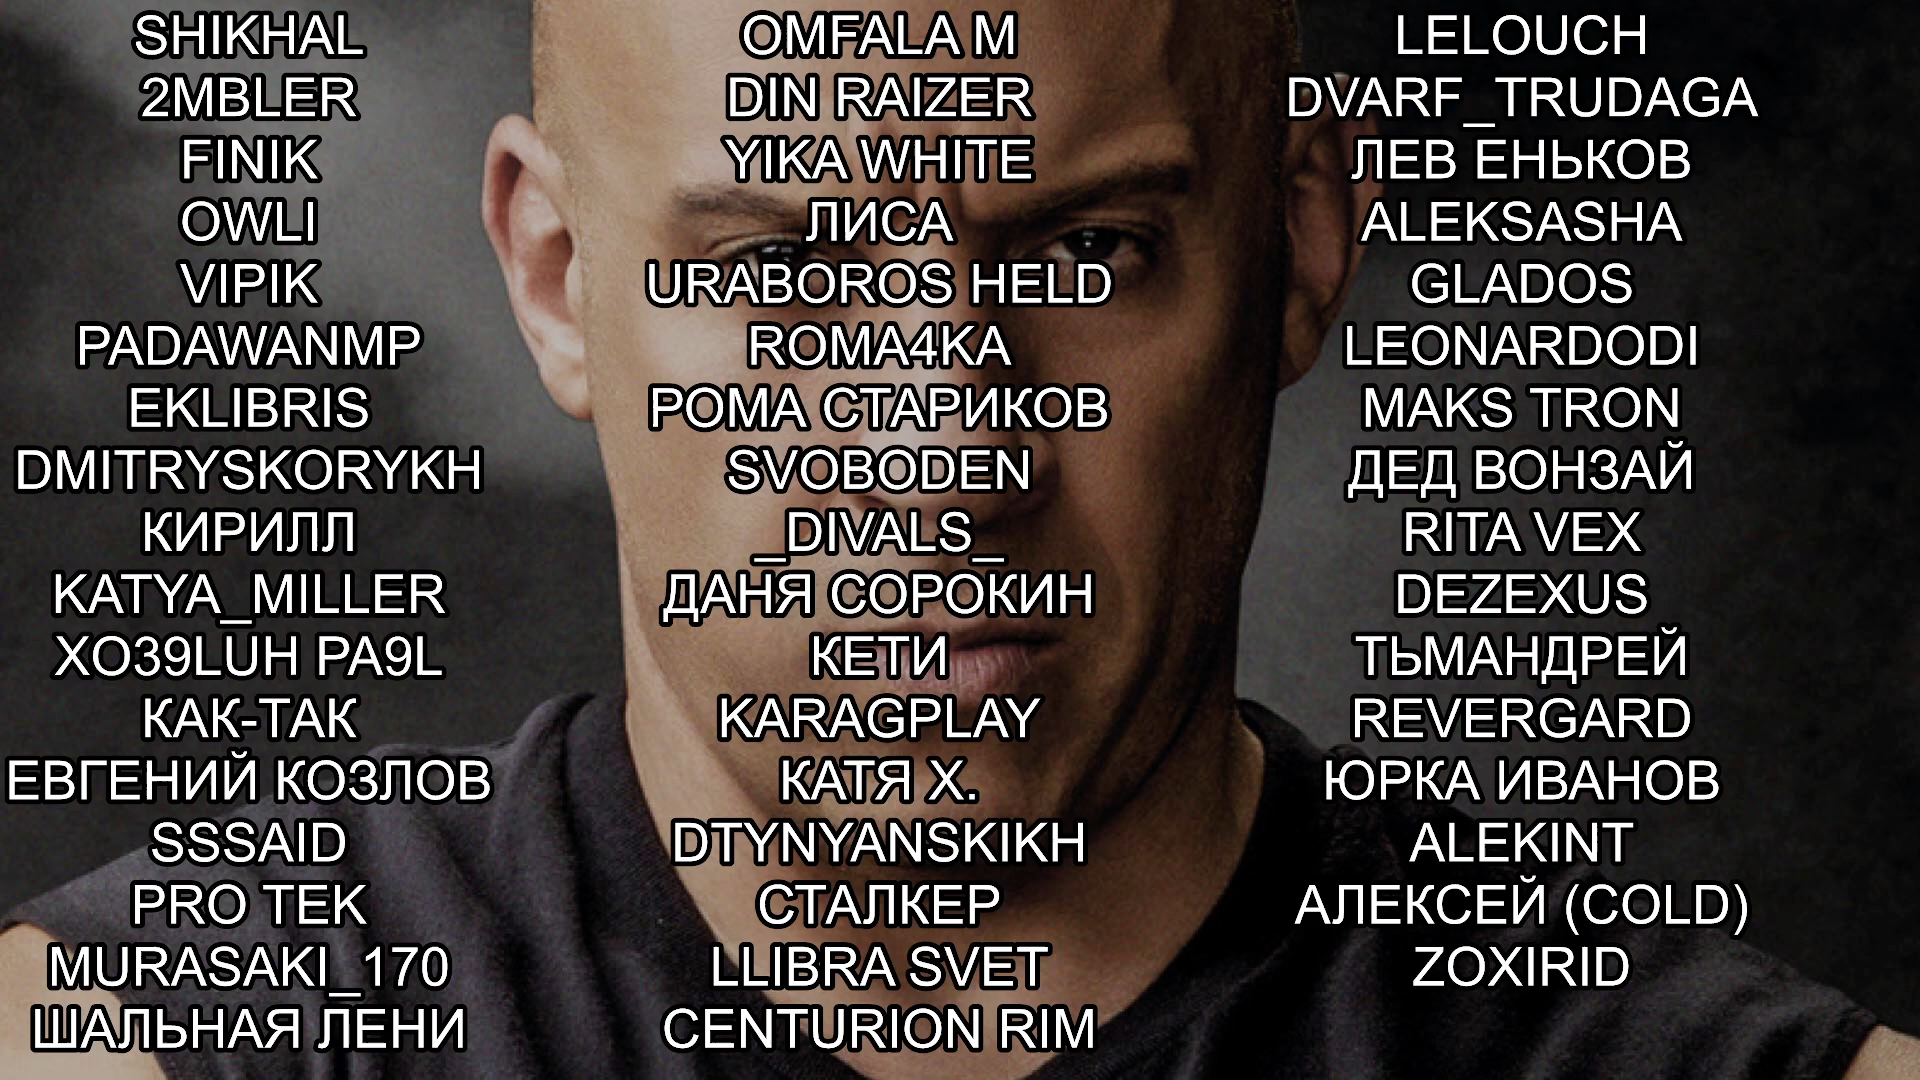 SHIKHAL
2MBLER
FINIK
OWLI
VIPIK
PADAWANMP
EKLIBRIS
DMITRYSKORYKH
КИРИЛЛ
KATYA_MILLER
XO39LUH PA9L
КАК-ТАК
ЕВГЕНИЙ КОЗЛОВ
SSSAID
PRO TEK
MURASAKI_170
ШАЛЬНАЯ ЛЕНИ
OMFALA M
DIN RAIZER
YIKA WHITE
ЛИСА
URABOROS HELD
ROMA4KA
РОМА СТАРИКОВ
SVOBODEN
_DIVALS_
ДАНЯ СОРОКИН
КЕТИ
KARAGPLAY
КАТЯ Х.
DTYNYANSKIKH
СТАЛКЕР
LLIBRA SVET
CENTURION RIM
LELOUCH
DVARF_TRUDAGA
ЛЕВ ЕНЬКОВ
ALEKSASHA
GLADOS
LEONARDODI
MAKS TRON
ДЕД ВОНЗАЙ
RITA VEX
DEZEXUS
ТЬМАНДРЕЙ
REVERGARD
ЮРКА ИВАНОВ
ALEKINT
АЛЕКСЕЙ (COLD)
ZOXIRID